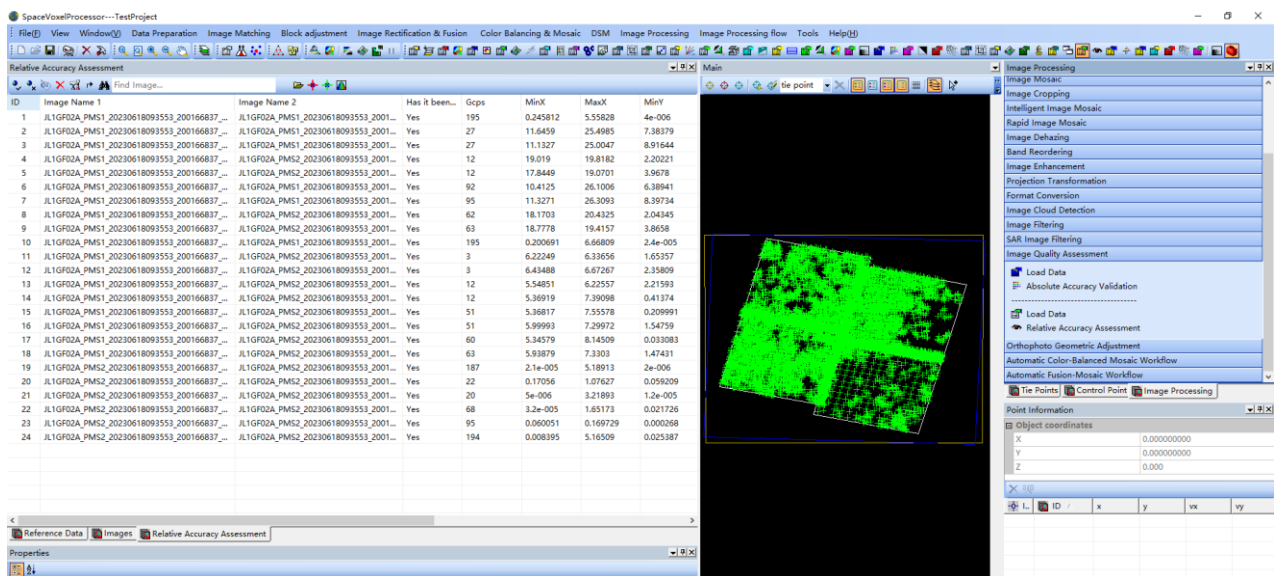 SpaceVoxelProcessor---TestProject
File(F) View Window(V) Data Preparation Image Matching Block adjustment Image Rectification & Fusion Color Balancing & Mosaic DSM Image Processing Image Processing flow Tools Help(H)
Relative Accuracy Assessment
Find Image...
ID Image Name 1 Image Name 2 Has it been... Gcps MinX MaxX MinY
1 JL1GF02A_PMS1_20230618093553_200166837_... JL1GF02A_PMS1_20230618093553_2001... Yes 195 0.245812 5.55828 4e-006
2 JL1GF02A_PMS1_20230618093553_200166837_... JL1GF02A_PMS1_20230618093553_2001... Yes 27 11.6459 25.4985 7.38379
3 JL1GF02A_PMS1_20230618093553_200166837_... JL1GF02A_PMS1_20230618093553_2001... Yes 27 11.1327 25.0047 8.91644
4 JL1GF02A_PMS1_20230618093553_200166837_... JL1GF02A_PMS2_20230618093553_2001... Yes 12 19.019 19.8182 2.20221
5 JL1GF02A_PMS1_20230618093553_200166837_... JL1GF02A_PMS2_20230618093553_2001... Yes 12 17.8449 19.0701 3.9678
6 JL1GF02A_PMS1_20230618093553_200166837_... JL1GF02A_PMS1_20230618093553_2001... Yes 92 10.4125 26.1006 6.38941
7 JL1GF02A_PMS1_20230618093553_200166837_... JL1GF02A_PMS1_20230618093553_2001... Yes 95 11.3271 26.3093 8.39734
8 JL1GF02A_PMS1_20230618093553_200166837_... JL1GF02A_PMS2_20230618093553_2001... Yes 62 18.1703 20.4325 2.04345
9 JL1GF02A_PMS1_20230618093553_200166837_... JL1GF02A_PMS2_20230618093553_2001... Yes 63 18.7778 19.4157 3.8658
10 JL1GF02A_PMS1_20230618093553_200166837_... JL1GF02A_PMS1_20230618093553_2001... Yes 195 0.200691 6.66809 2.4e-005
11 JL1GF02A_PMS1_20230618093553_200166837_... JL1GF02A_PMS2_20230618093553_2001... Yes 3 6.22249 6.33656 1.65357
12 JL1GF02A_PMS1_20230618093553_200166837_... JL1GF02A_PMS2_20230618093553_2001... Yes 3 6.43488 6.67267 2.35809
13 JL1GF02A_PMS1_20230618093553_200166837_... JL1GF02A_PMS2_20230618093553_2001... Yes 12 5.54851 6.22557 2.21593
14 JL1GF02A_PMS1_20230618093553_200166837_... JL1GF02A_PMS2_20230618093553_2001... Yes 12 5.36919 7.39098 0.41374
15 JL1GF02A_PMS1_20230618093553_200166837_... JL1GF02A_PMS2_20230618093553_2001... Yes 51 5.36817 7.55578 0.209991
16 JL1GF02A_PMS1_20230618093553_200166837_... JL1GF02A_PMS2_20230618093553_2001... Yes 51 5.99993 7.29972 1.54759
17 JL1GF02A_PMS1_20230618093553_200166837_... JL1GF02A_PMS2_20230618093553_2001... Yes 60 5.34579 8.14509 0.033083
18 JL1GF02A_PMS1_20230618093553_200166837_... JL1GF02A_PMS2_20230618093553_2001... Yes 63 5.93879 7.3303 1.47431
19 JL1GF02A_PMS2_20230618093553_200166837_... JL1GF02A_PMS2_20230618093553_2001... Yes 187 2.1e-005 5.18913 2e-006
20 JL1GF02A_PMS2_20230618093553_200166837_... JL1GF02A_PMS2_20230618093553_2001... Yes 22 0.17056 1.07627 0.059209
21 JL1GF02A_PMS2_20230618093553_200166837_... JL1GF02A_PMS2_20230618093553_2001... Yes 20 5e-006 3.21893 1.2e-005
22 JL1GF02A_PMS2_20230618093553_200166837_... JL1GF02A_PMS2_20230618093553_2001... Yes 68 3.2e-005 1.65173 0.021726
23 JL1GF02A_PMS2_20230618093553_200166837_... JL1GF02A_PMS2_20230618093553_2001... Yes 95 0.060051 0.169729 0.000268
24 JL1GF02A_PMS2_20230618093553_200166837_... JL1GF02A_PMS2_20230618093553_2001... Yes 194 0.008395 5.16509 0.025387
Reference Data Images Relative Accuracy Assessment
Properties
Main
tie point
Image Processing
Image Mosaic
Image Cropping
Intelligent Image Mosaic
Rapid Image Mosaic
Image Dehazing
Band Reordering
Image Enhancement
Projection Transformation
Format Conversion
Image Cloud Detection
Image Filtering
SAR Image Filtering
Image Quality Assessment
Load Data
Absolute Accuracy Validation
Load Data
Relative Accuracy Assessment
Orthophoto Geometric Adjustment
Automatic Color-Balanced Mosaic Workflow
Automatic Fusion-Mosaic Workflow
Tie Points Control Point Image Processing
Point Information
Object coordinates
X 0.000000000
Y 0.000000000
Z 0.000
I... ID x y vx vy